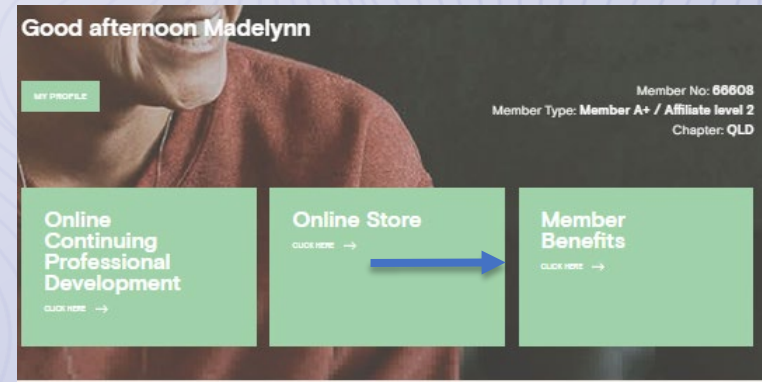 Good afternoon Madelynn
MY PROFILE
Member No: 66608
Member Type: Member A+ / Affiliate level 2
Chapter: QLD
Online
Continuing
Professional
Development
CLICK HERE →
Online Store
CLICK HERE →
Member
Benefits
CLICK HERE →